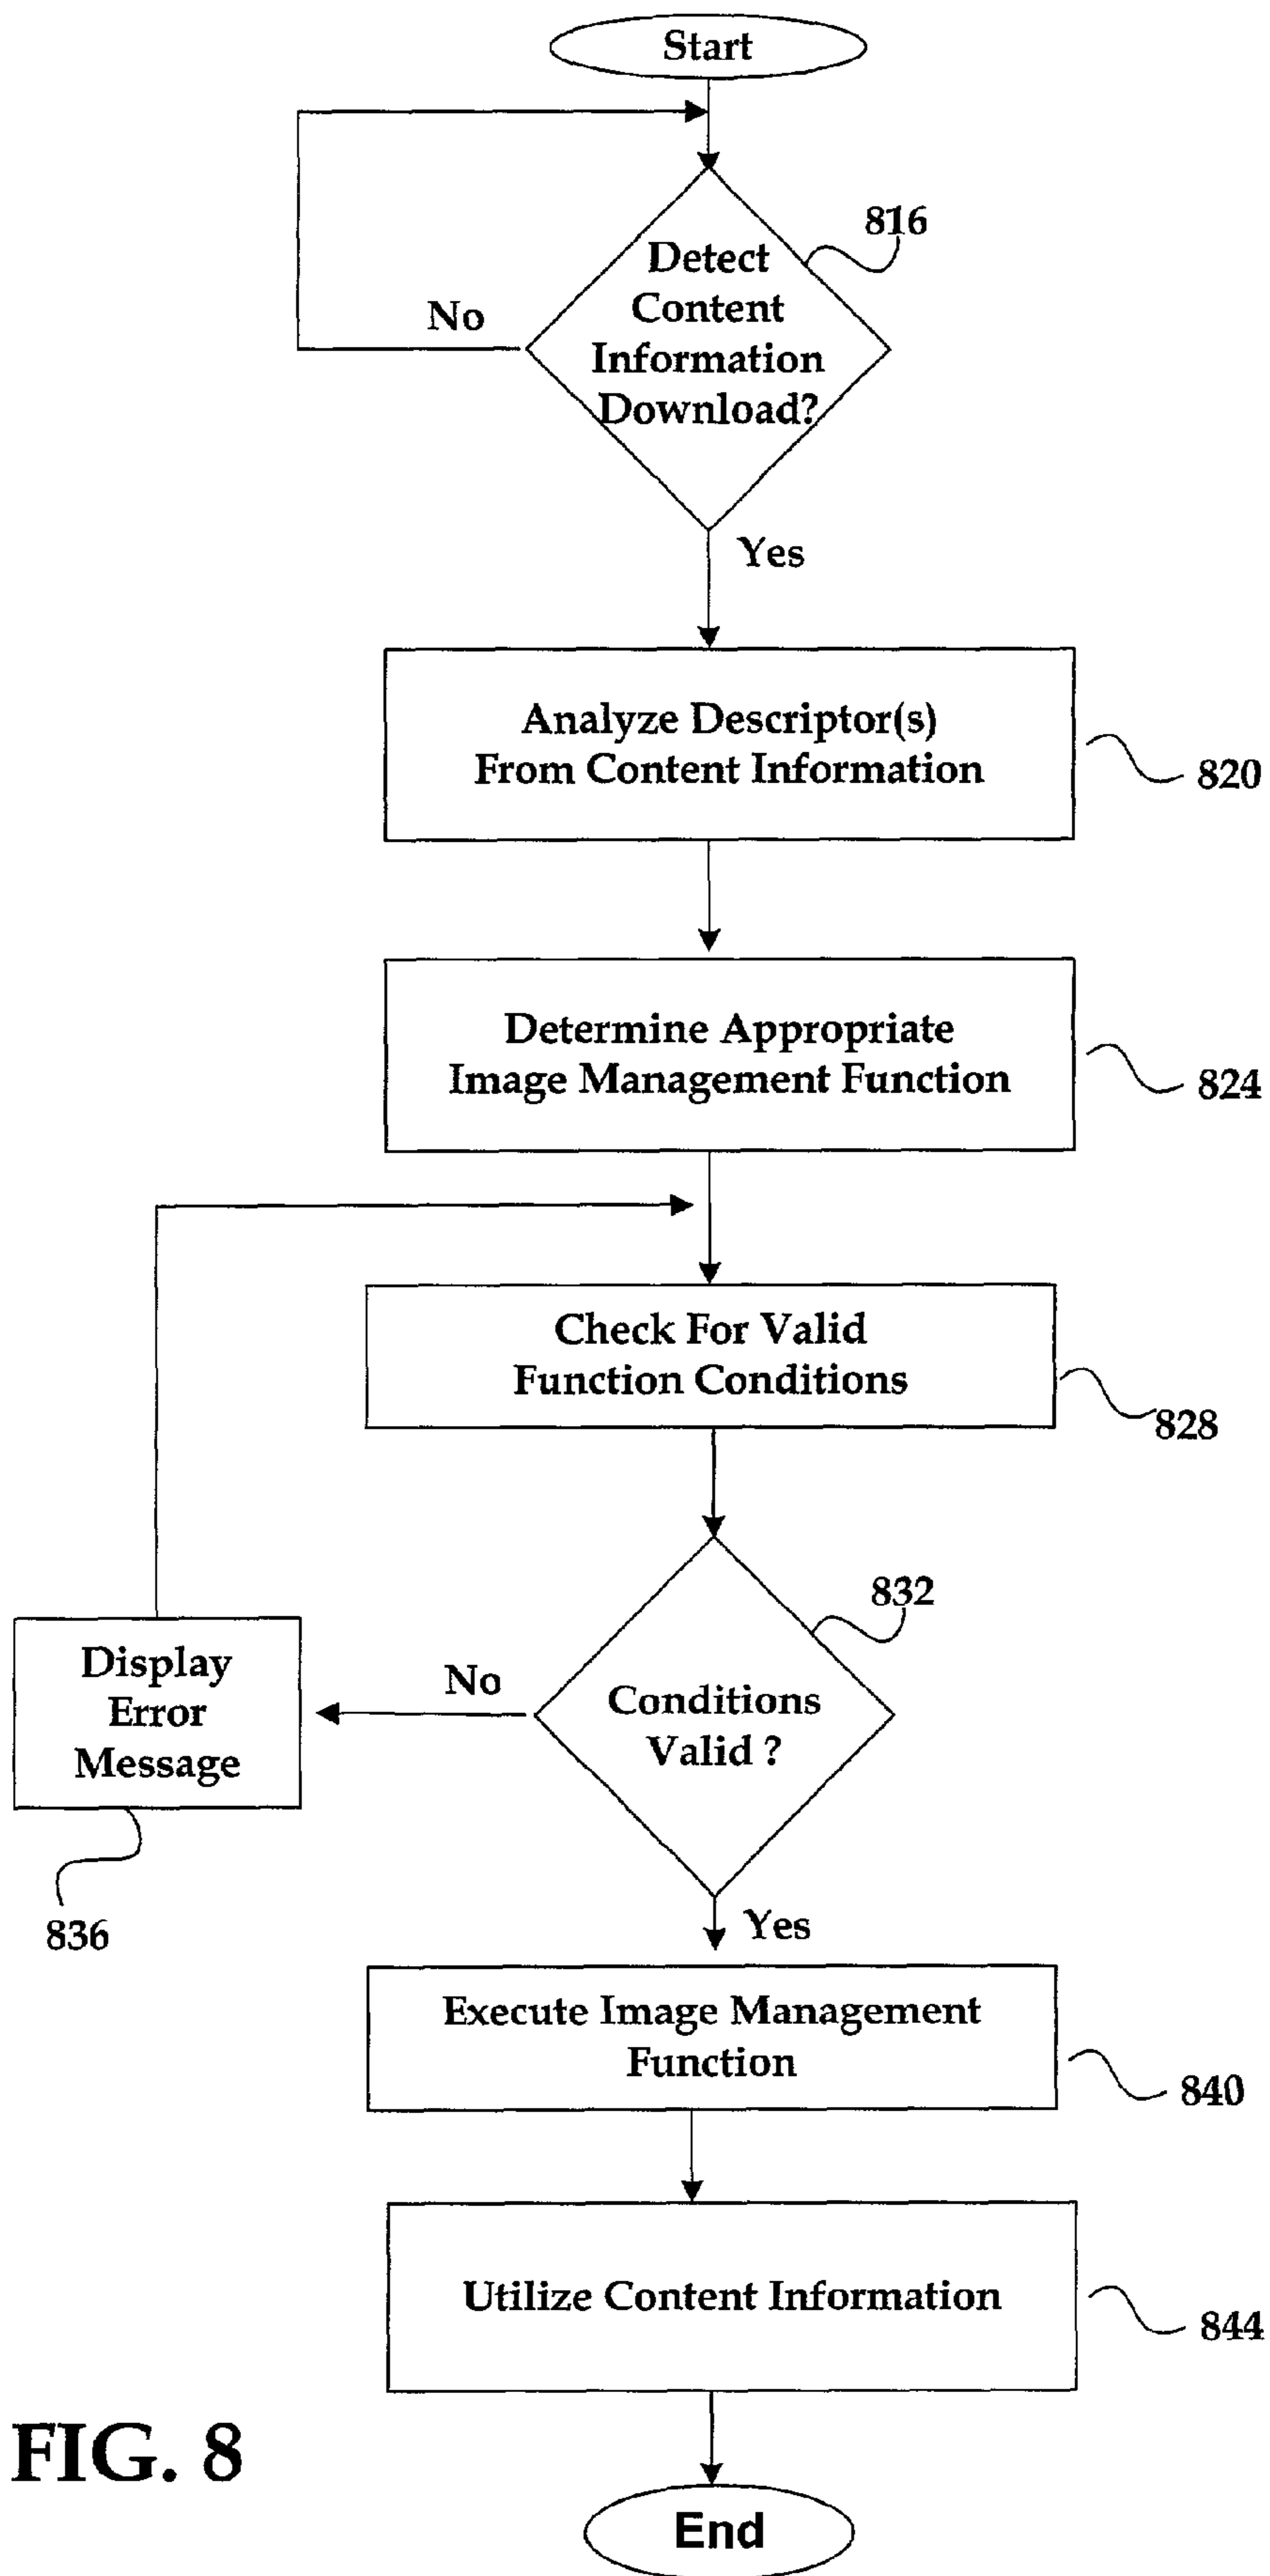 Start
816
Detect
Content
Information
Download?
No
Yes
Analyze Descriptor(s)
From Content Information
820
Determine Appropriate
Image Management Function
824
Check For Valid
Function Conditions
828
832
Conditions
Valid ?
No
Display
Error
Message
836
Yes
Execute Image Management
Function
840
Utilize Content Information
844
FIG. 8
End